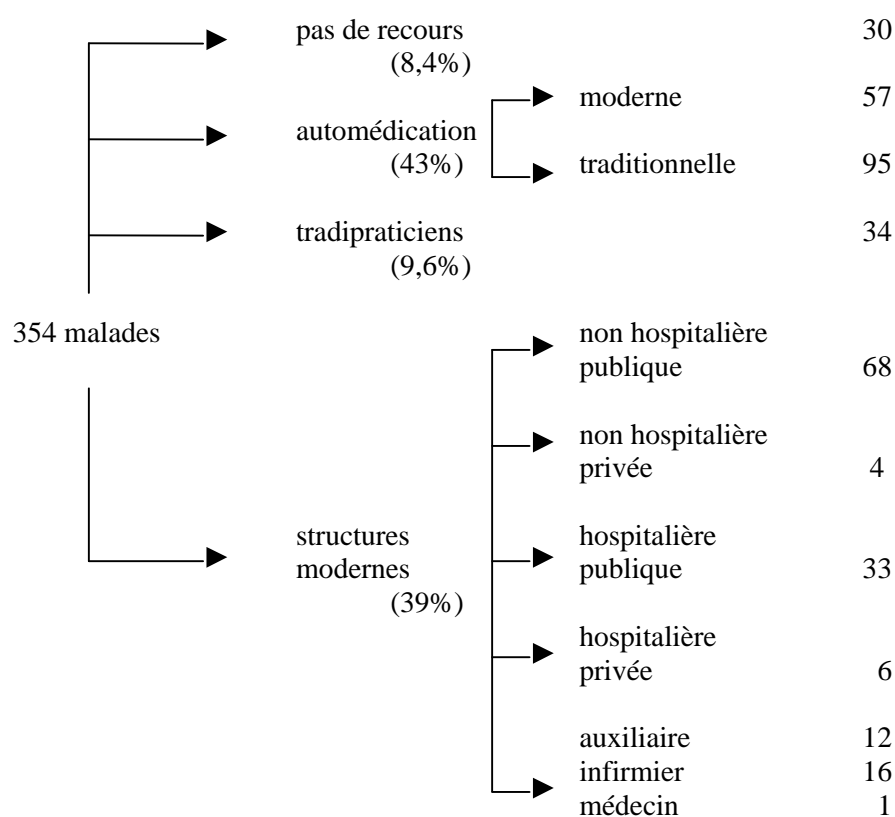 pas de recours 30
(8,4%)
moderne 57
automédication
(43%)
traditionnelle 95
tradipraticiens 34
(9,6%)
354 malades
non hospitalière
publique 68
non hospitalière
privée 4
structures
modernes
(39%)
hospitalière
publique 33
hospitalière
privée 6
auxiliaire 12
infirmier 16
médecin 1